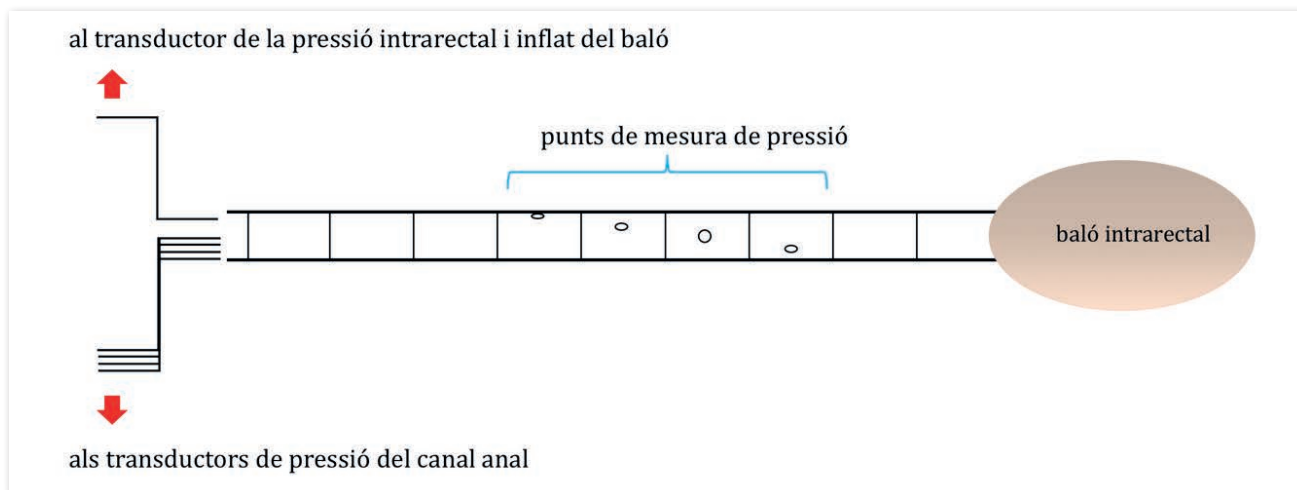 al transductor de la pressió intrarectal i inflat del baló
punts de mesura de pressió
baló intrarectal
als transductors de pressió del canal anal